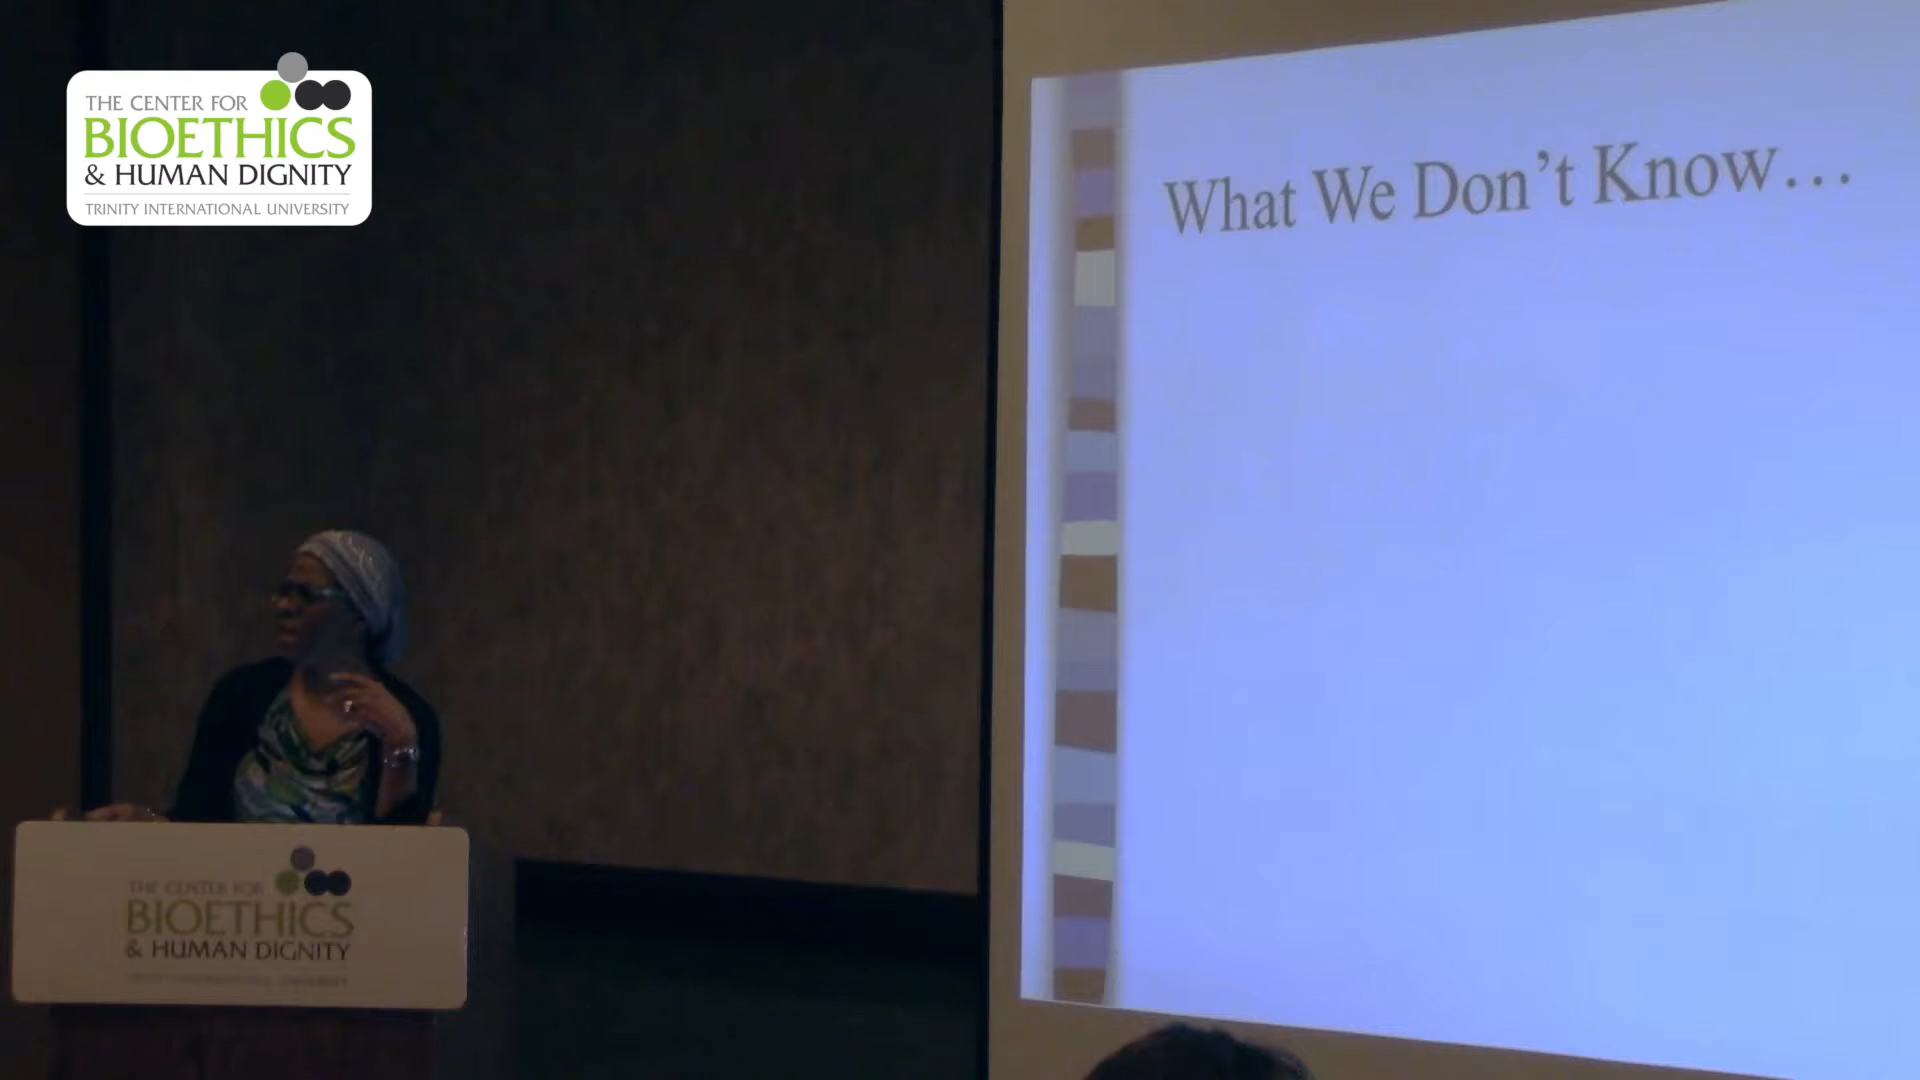 THE CENTER FOR
BIOETHICS
& HUMAN DIGNITY
TRINITY INTERNATIONAL UNIVERSITY
What We Don't Know...
THE CENTER FOR
BIOETHICS
& HUMAN DIGNITY